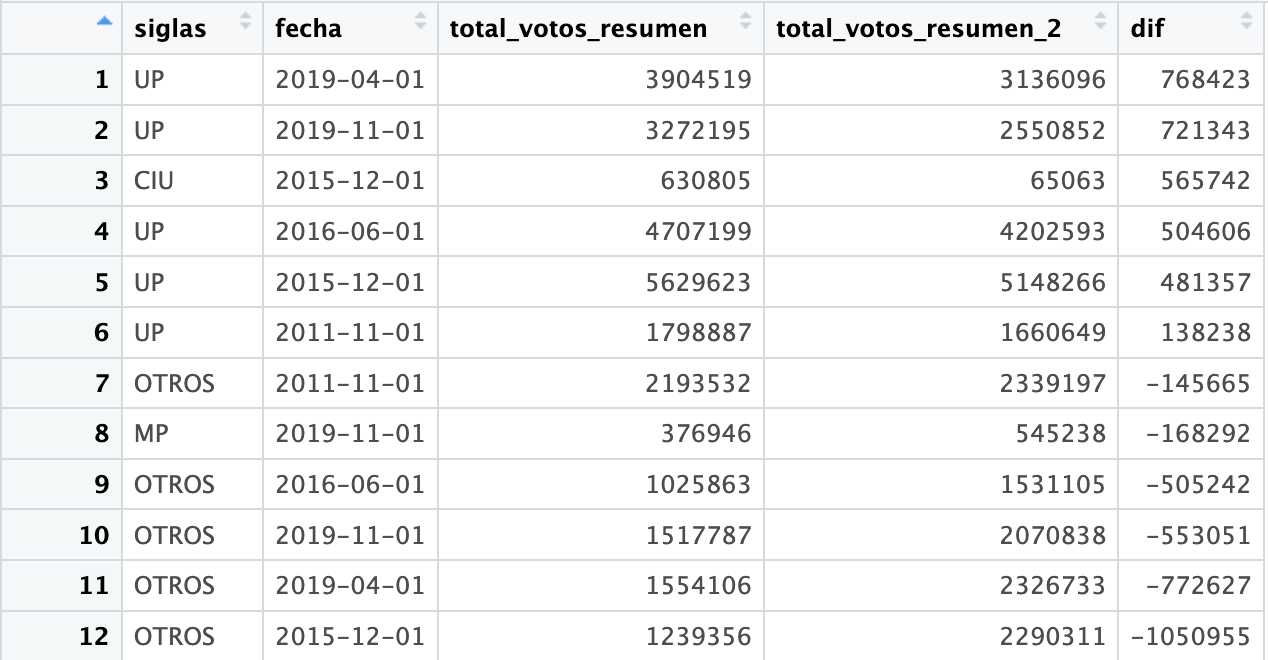 siglas fecha total_votos_resumen total_votos_resumen_2 dif
1 UP 2019-04-01 3904519 3136096 768423
2 UP 2019-11-01 3272195 2550852 721343
3 CIU 2015-12-01 630805 65063 565742
4 UP 2016-06-01 4707199 4202593 504606
5 UP 2015-12-01 5629623 5148266 481357
6 UP 2011-11-01 1798887 1660649 138238
7 OTROS 2011-11-01 2193532 2339197 -145665
8 MP 2019-11-01 376946 545238 -168292
9 OTROS 2016-06-01 1025863 1531105 -505242
10 OTROS 2019-11-01 1517787 2070838 -553051
11 OTROS 2019-04-01 1554106 2326733 -772627
12 OTROS 2015-12-01 1239356 2290311 -1050955